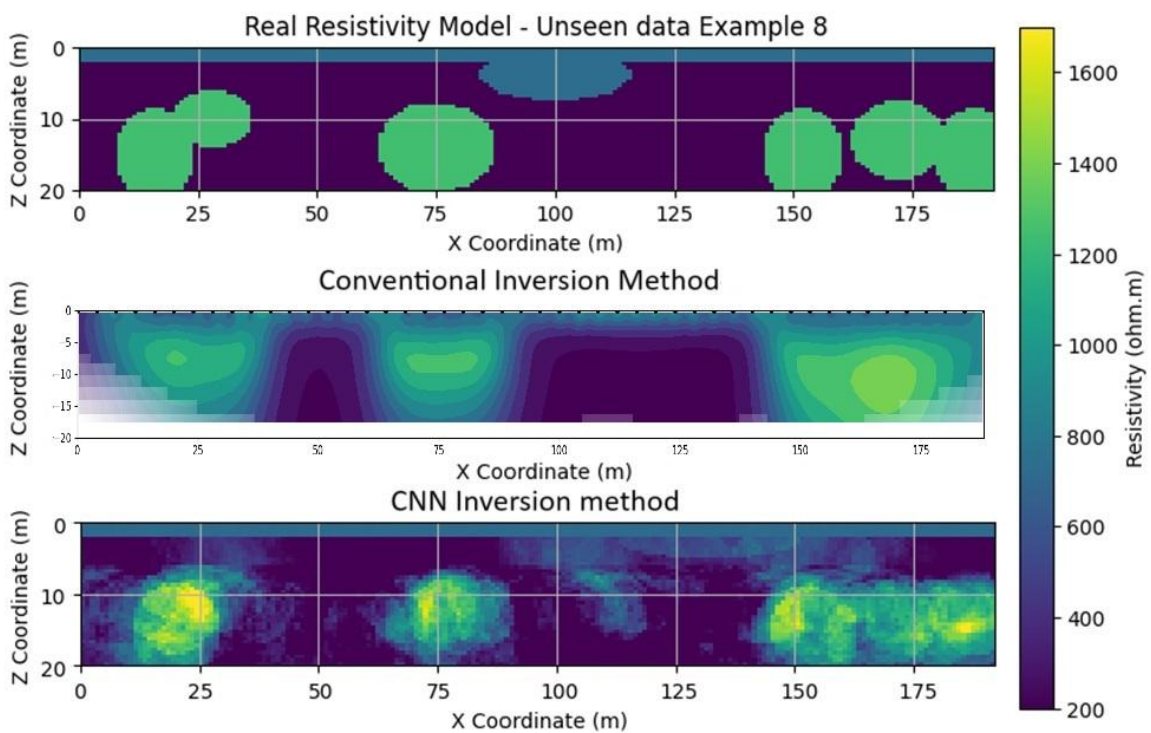 Real Resistivity Model - Unseen data Example 8
Z Coordinate (m)
0
10
20
0 25 50 75 100 125 150 175
X Coordinate (m)
Conventional Inversion Method
Z Coordinate (m)
0
-5
-10
-15
-20
0 25 50 75 100 125 150 175
X Coordinate (m)
CNN Inversion method
Z Coordinate (m)
0
10
20
0 25 50 75 100 125 150 175
X Coordinate (m)
1600
1400
1200
1000
800
600
400
200
Resistivity (ohm.m)